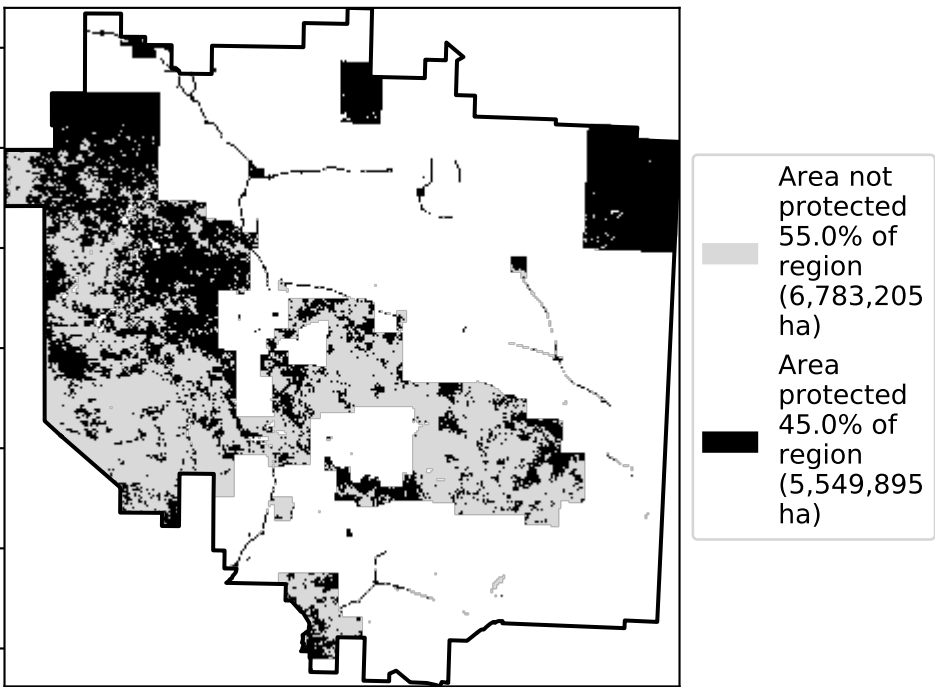 Area not
protected
55.0% of
region
(6,783,205
ha)
Area
protected
45.0% of
region
(5,549,895
ha)